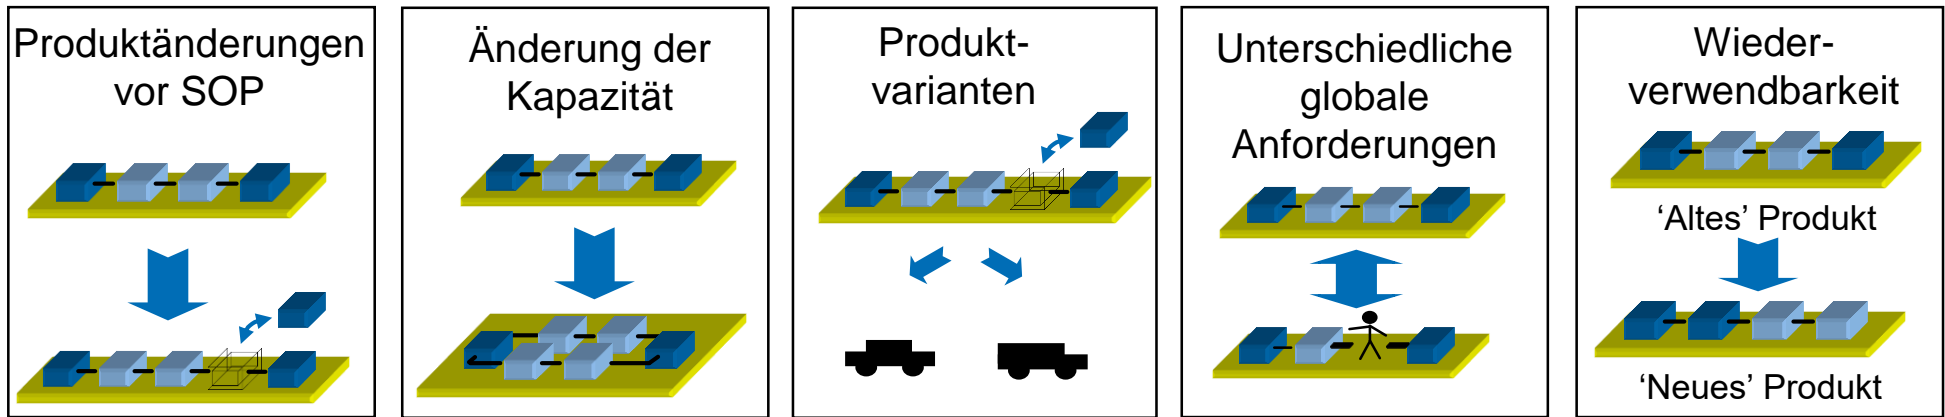 Produktänderungen
vor SOP
Änderung der
Kapazität
Produkt-
varianten
Unterschiedliche
globale
Anforderungen
Wieder-
verwendbarkeit
‘Altes’ Produkt
‘Neues’ Produkt